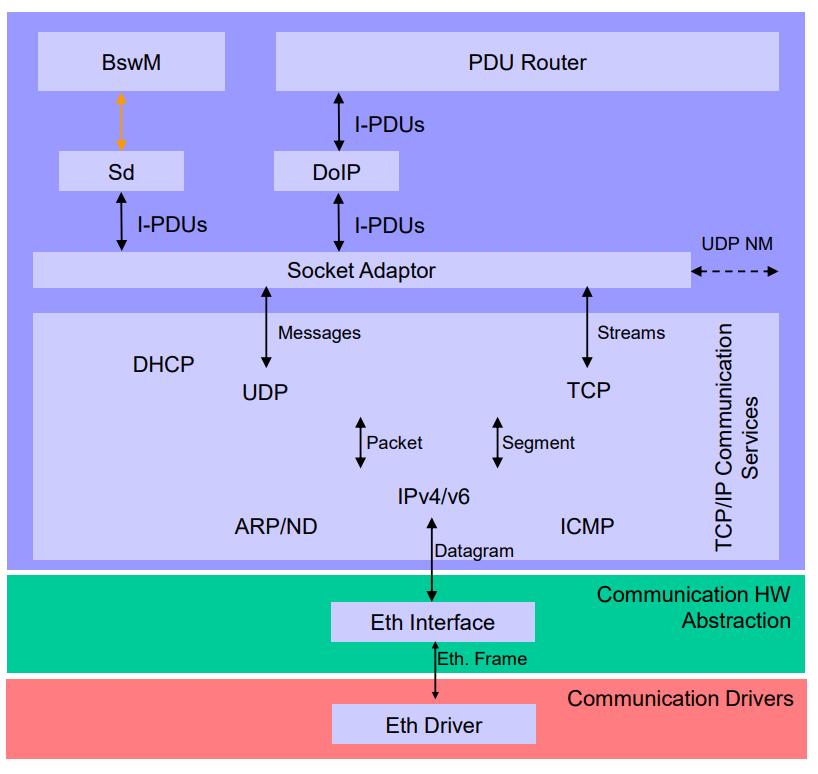 BswM
PDU Router
I-PDUs
Sd
DoIP
I-PDUs
I-PDUs
UDP NM
Socket Adaptor
Messages
Streams
DHCP
UDP
TCP
Packet
Segment
TCP/IP Communication
Services
IPv4/v6
ARP/ND
ICMP
Datagram
Communication HW
Abstraction
Eth Interface
Eth. Frame
Communication Drivers
Eth Driver